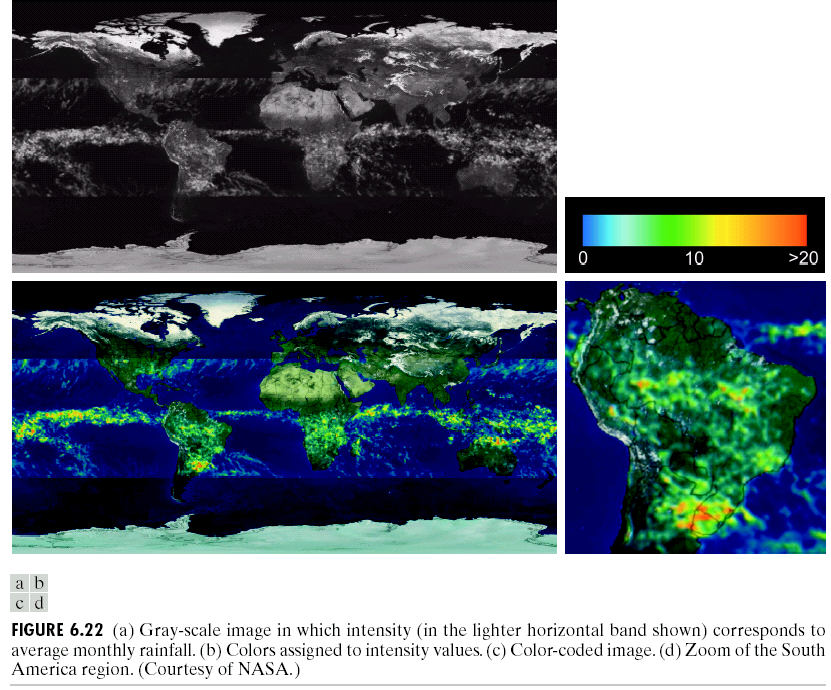 0 10 >20
a b
c d
FIGURE 6.22 (a) Gray-scale image in which intensity (in the lighter horizontal band shown) corresponds to
average monthly rainfall. (b) Colors assigned to intensity values. (c) Color-coded image. (d) Zoom of the South
America region. (Courtesy of NASA.)